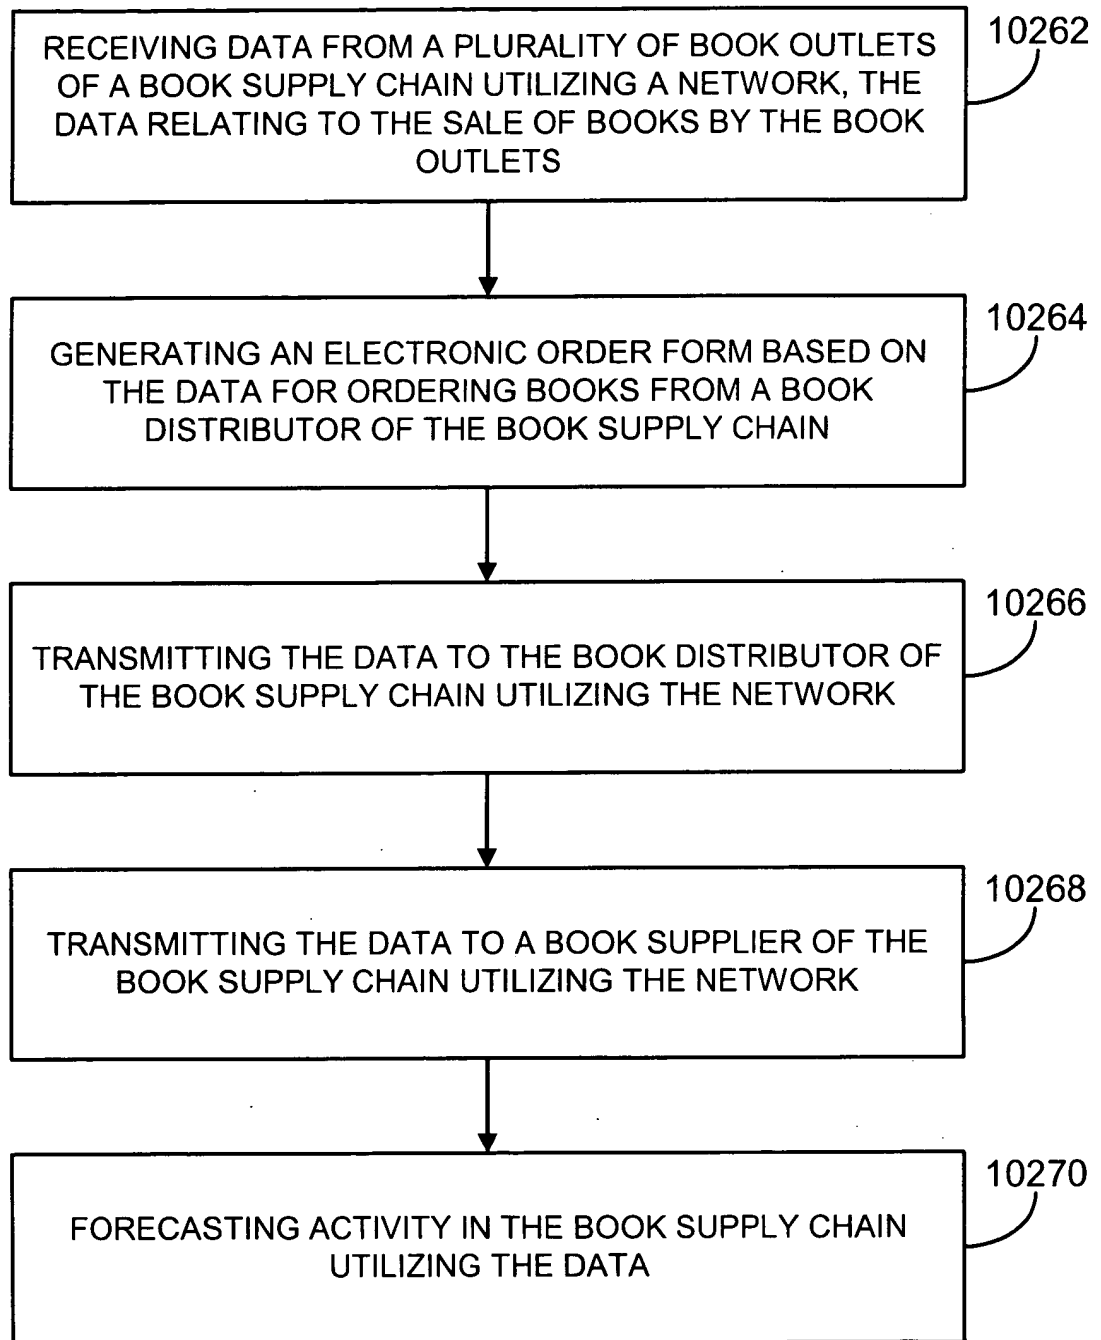 RECEIVING DATA FROM A PLURALITY OF BOOK OUTLETS
OF A BOOK SUPPLY CHAIN UTILIZING A NETWORK, THE
DATA RELATING TO THE SALE OF BOOKS BY THE BOOK
OUTLETS
10262
GENERATING AN ELECTRONIC ORDER FORM BASED ON
THE DATA FOR ORDERING BOOKS FROM A BOOK
DISTRIBUTOR OF THE BOOK SUPPLY CHAIN
10264
TRANSMITTING THE DATA TO THE BOOK DISTRIBUTOR OF
THE BOOK SUPPLY CHAIN UTILIZING THE NETWORK
10266
TRANSMITTING THE DATA TO A BOOK SUPPLIER OF THE
BOOK SUPPLY CHAIN UTILIZING THE NETWORK
10268
FORECASTING ACTIVITY IN THE BOOK SUPPLY CHAIN
UTILIZING THE DATA
10270